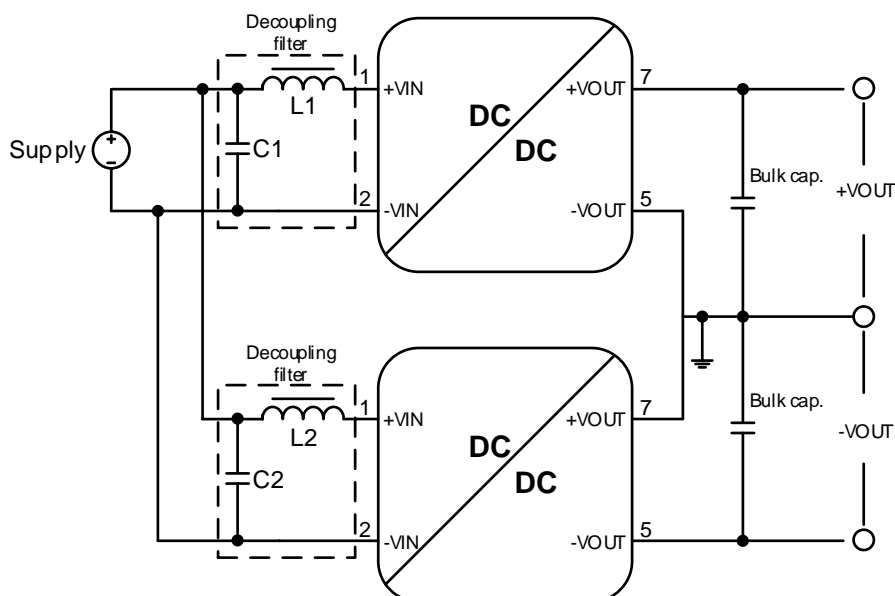 Decoupling
filter
1
+VIN
L1
C1
DC
DC
7
+VOUT
Supply
+
-
2
-VIN
5
-VOUT
Bulk cap.
+VOUT
Decoupling
filter
1
+VIN
L2
C2
DC
DC
7
+VOUT
2
-VIN
5
-VOUT
Bulk cap.
-VOUT